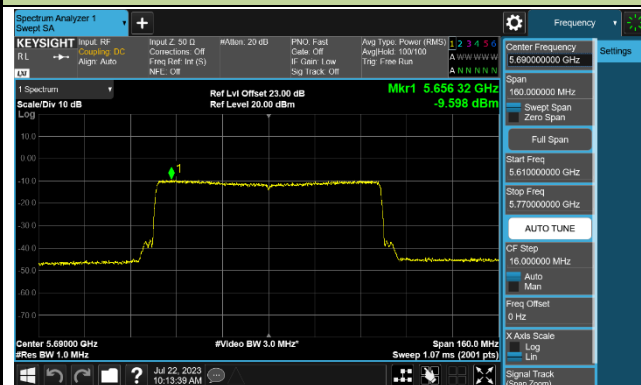 Spectrum Analyzer 1
Swept SA
Frequency
KEYSIGHT
RL
LXI
Input: RF
Coupling: DC
Align: Auto
Input Z: 50 Ω
Corrections: Off
Freq Ref: Int (S)
NFE: Off
#Atten: 20 dB
PNO: Fast
Gate: Off
IF Gain: Low
Sig Track: Off
Avg Type: Power (RMS)
Avg|Hold: 100/100
Trig: Free Run
1 2 3 4 5 6
A W W W W W
A N N N N N
1 Spectrum
Scale/Div 10 dB
Log
Ref Lvl Offset 23.00 dB
Ref Level 20.00 dBm
Mkr1 5.656 32 GHz
-9.598 dBm
10.0
0.00
-10.0
-20.0
-30.0
-40.0
-50.0
-60.0
-70.0
1
Center 5.69000 GHz
#Res BW 1.0 MHz
#Video BW 3.0 MHz*
Span 160.0 MHz
Sweep 1.07 ms (2001 pts)
Jul 22, 2023
10:13:39 AM
Center Frequency
5.690000000 GHz
Settings
Span
160.000000 MHz
Swept Span
Zero Span
Full Span
Start Freq
5.610000000 GHz
Stop Freq
5.770000000 GHz
AUTO TUNE
CF Step
16.000000 MHz
Auto
Man
Freq Offset
0 Hz
X Axis Scale
Log
Lin
Signal Track
(Span Zoom)